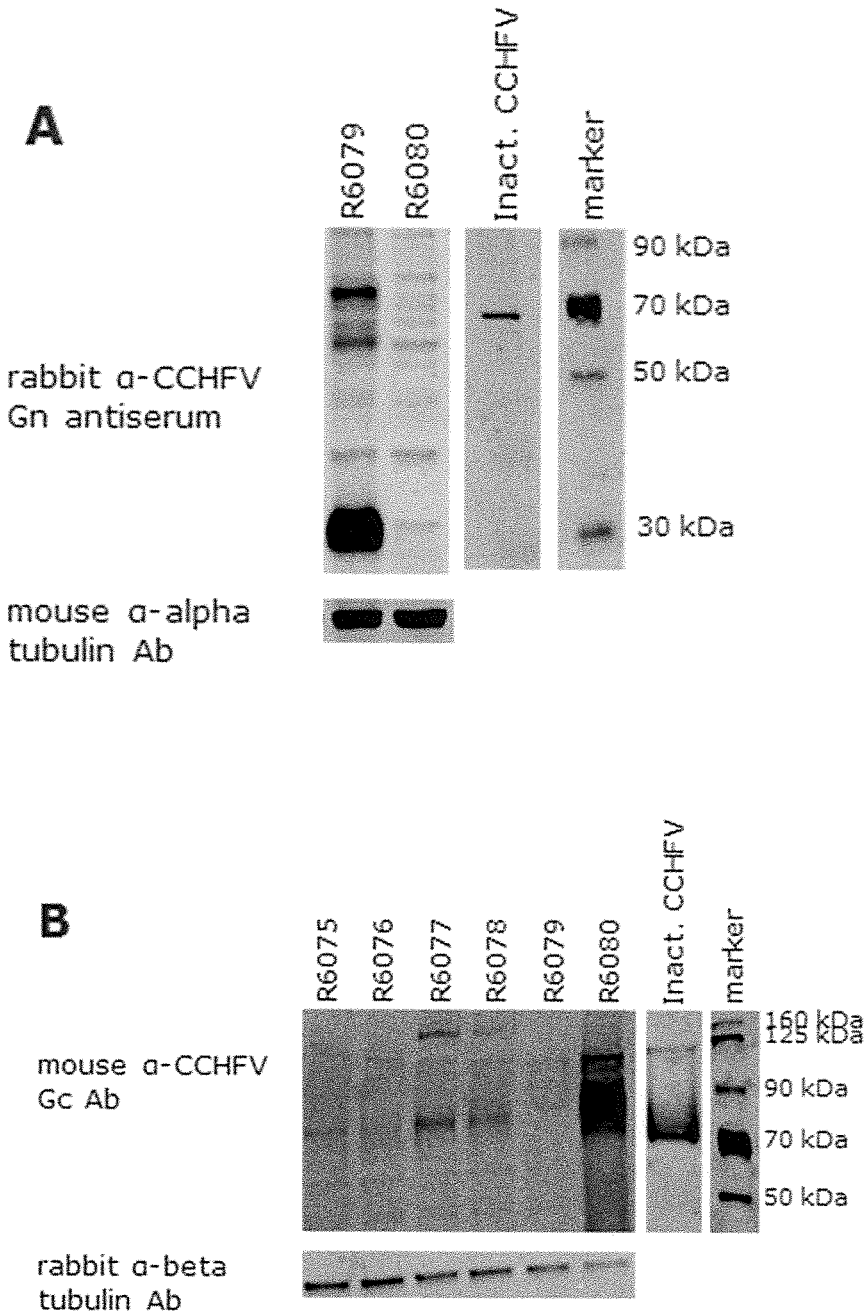 A
R6079
R6080
Inact. CCHFV
marker
90 kDa
70 kDa
50 kDa
30 kDa
rabbit α-CCHFV
Gn antiserum
mouse α-alpha
tubulin Ab
B
R6075
R6076
R6077
R6078
R6079
R6080
Inact. CCHFV
marker
160 kDa
125 kDa
90 kDa
70 kDa
50 kDa
mouse α-CCHFV
Gc Ab
rabbit α-beta
tubulin Ab